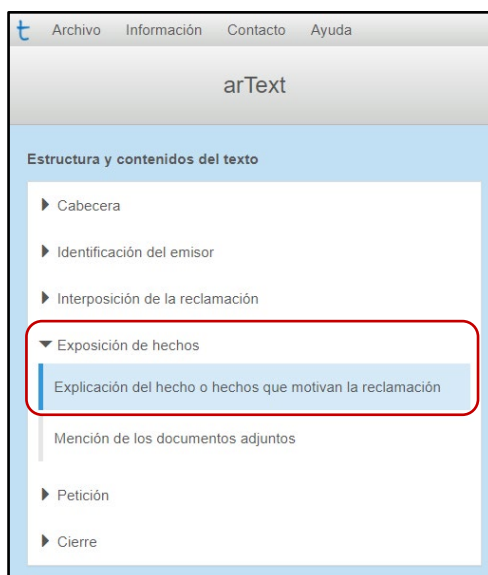 t Archivo Información Contacto Ayuda
arText
Estructura y contenidos del texto
Cabecera
Identificación del emisor
Interposición de la reclamación
Exposición de hechos
Explicación del hecho o hechos que motivan la reclamación
Mención de los documentos adjuntos
Petición
Cierre